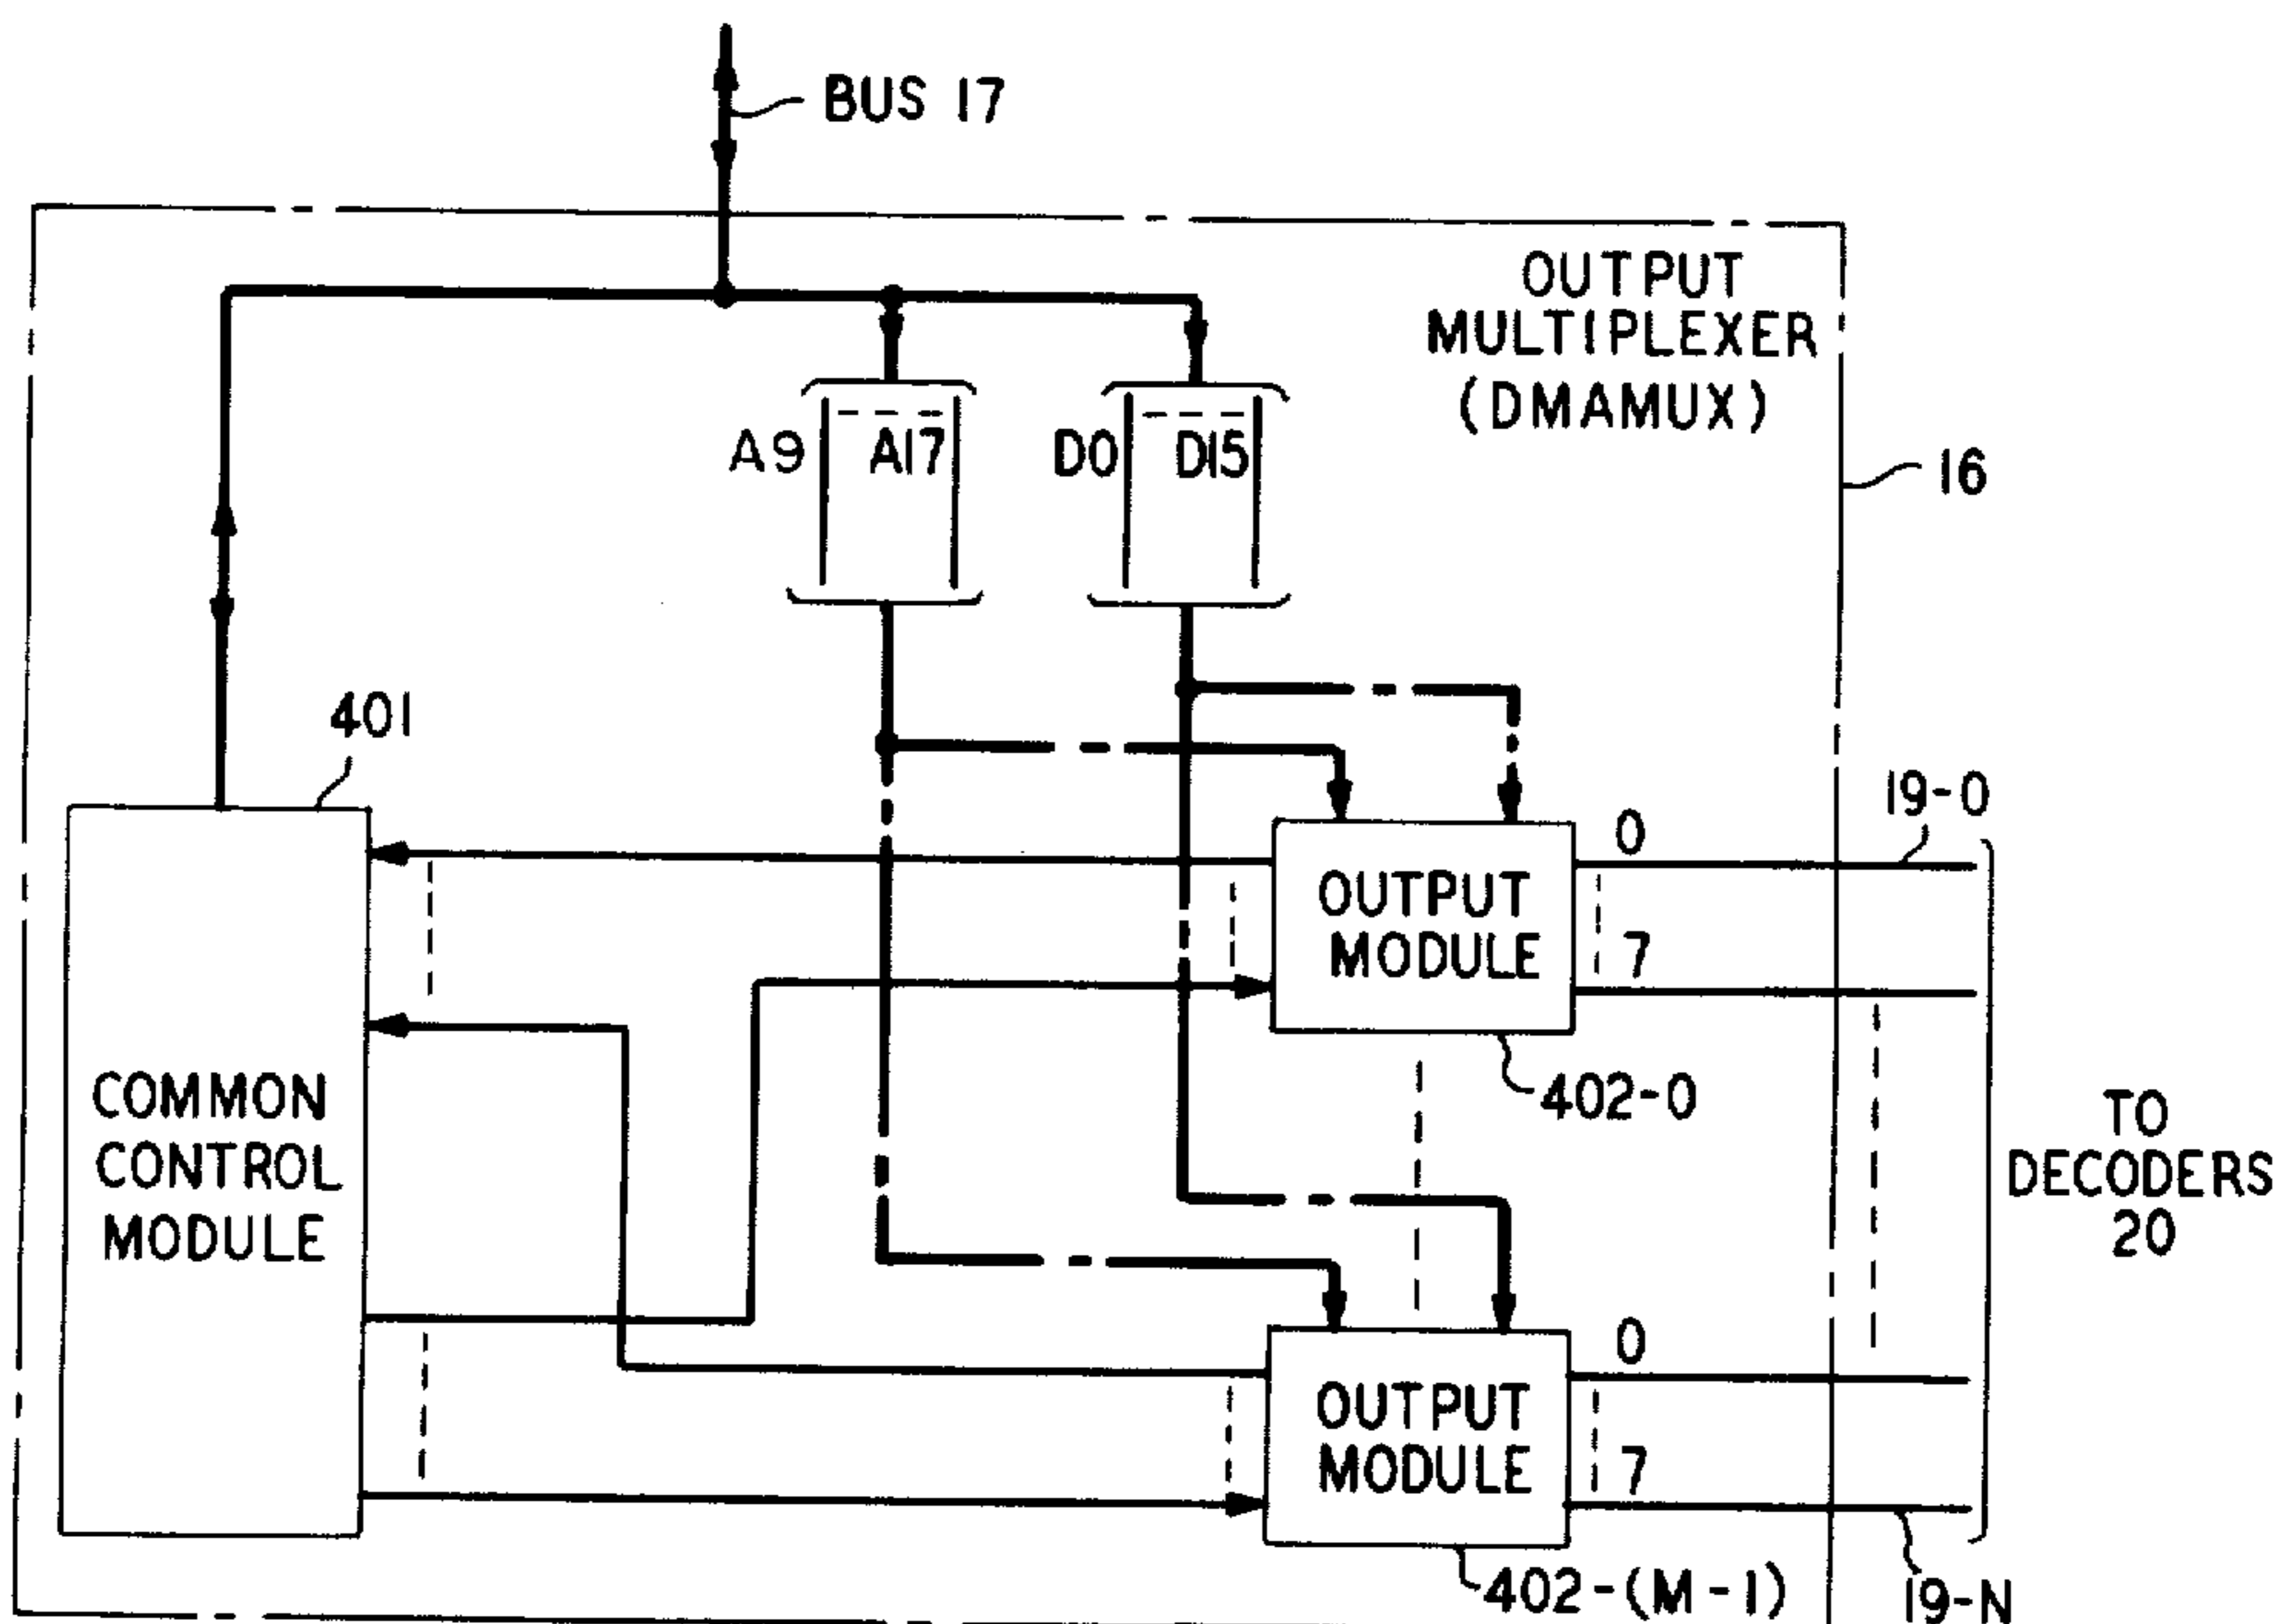 BUS 17
OUTPUT
MULTIPLEXER
(DMAMUX)
A9
A17
D0
D15
16
401
19-0
0
OUTPUT
MODULE
7
402-0
COMMON
CONTROL
MODULE
TO
DECODERS
20
0
OUTPUT
MODULE
7
402-(M-1)
19-N